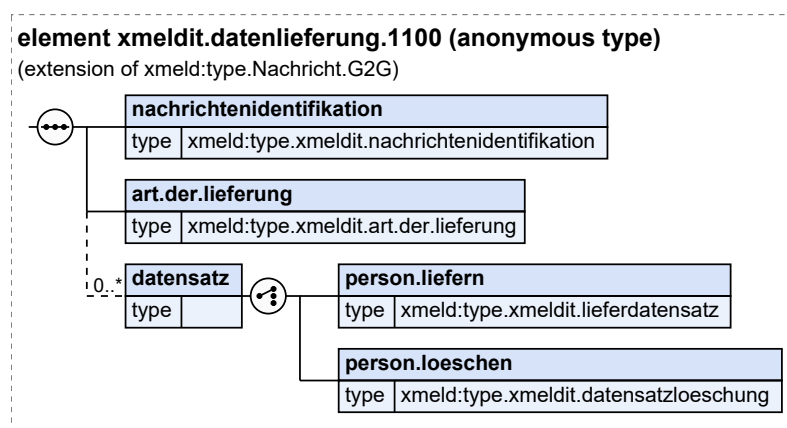 element xmeldit.datenlieferung.1100 (anonymous type)
(extension of xmeld:type.Nachricht.G2G)
nachrichtenidentifikation
type xmeld:type.xmeldit.nachrichtenidentifikation
art.der.lieferung
type xmeld:type.xmeldit.art.der.lieferung
0..*
datensatz
type
person.liefern
type xmeld:type.xmeldit.lieferdatensatz
person.loeschen
type xmeld:type.xmeldit.datensatzloeschung